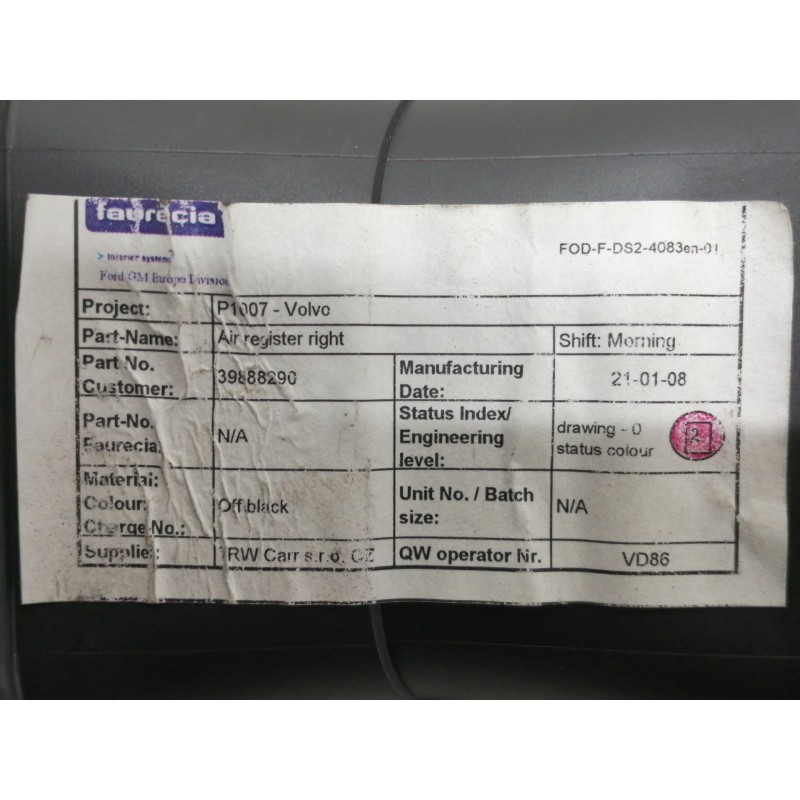 faurecia
FOD-F-DS2-4083en-01
> Interior systems
Ford GM Europe Division
Project: P1007 - Volvo
Part-Name: Air register right Shift: Morning
Part No. Customer: 39888290 Manufacturing Date: 21-01-08
Part-No. Faurecia: N/A Status Index/ Engineering level: drawing - 0 status colour 2
Material:
Colour: Off black Unit No. / Batch size: N/A
Charge No.:
Supplier: TRW Carr s.r.o. CZ QW operator Nr. VD86